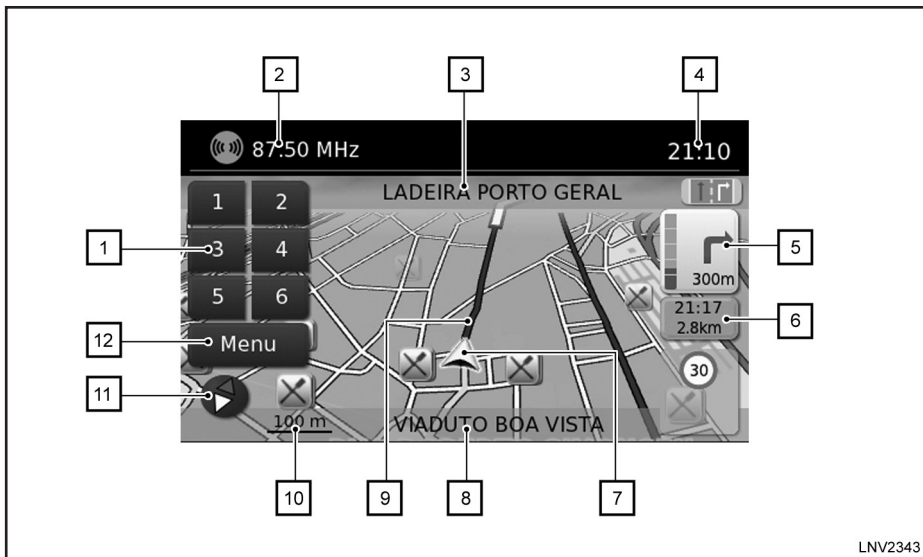 2
3
4
87.50 MHz
21:10
LADEIRA PORTO GERAL
1 2
1
3 4
5
300m
5 6
21:17
2.8km
6
12
Menu
30
11
100 m
VIADUTO BOA VISTA
10
9
8
7
LNV2343